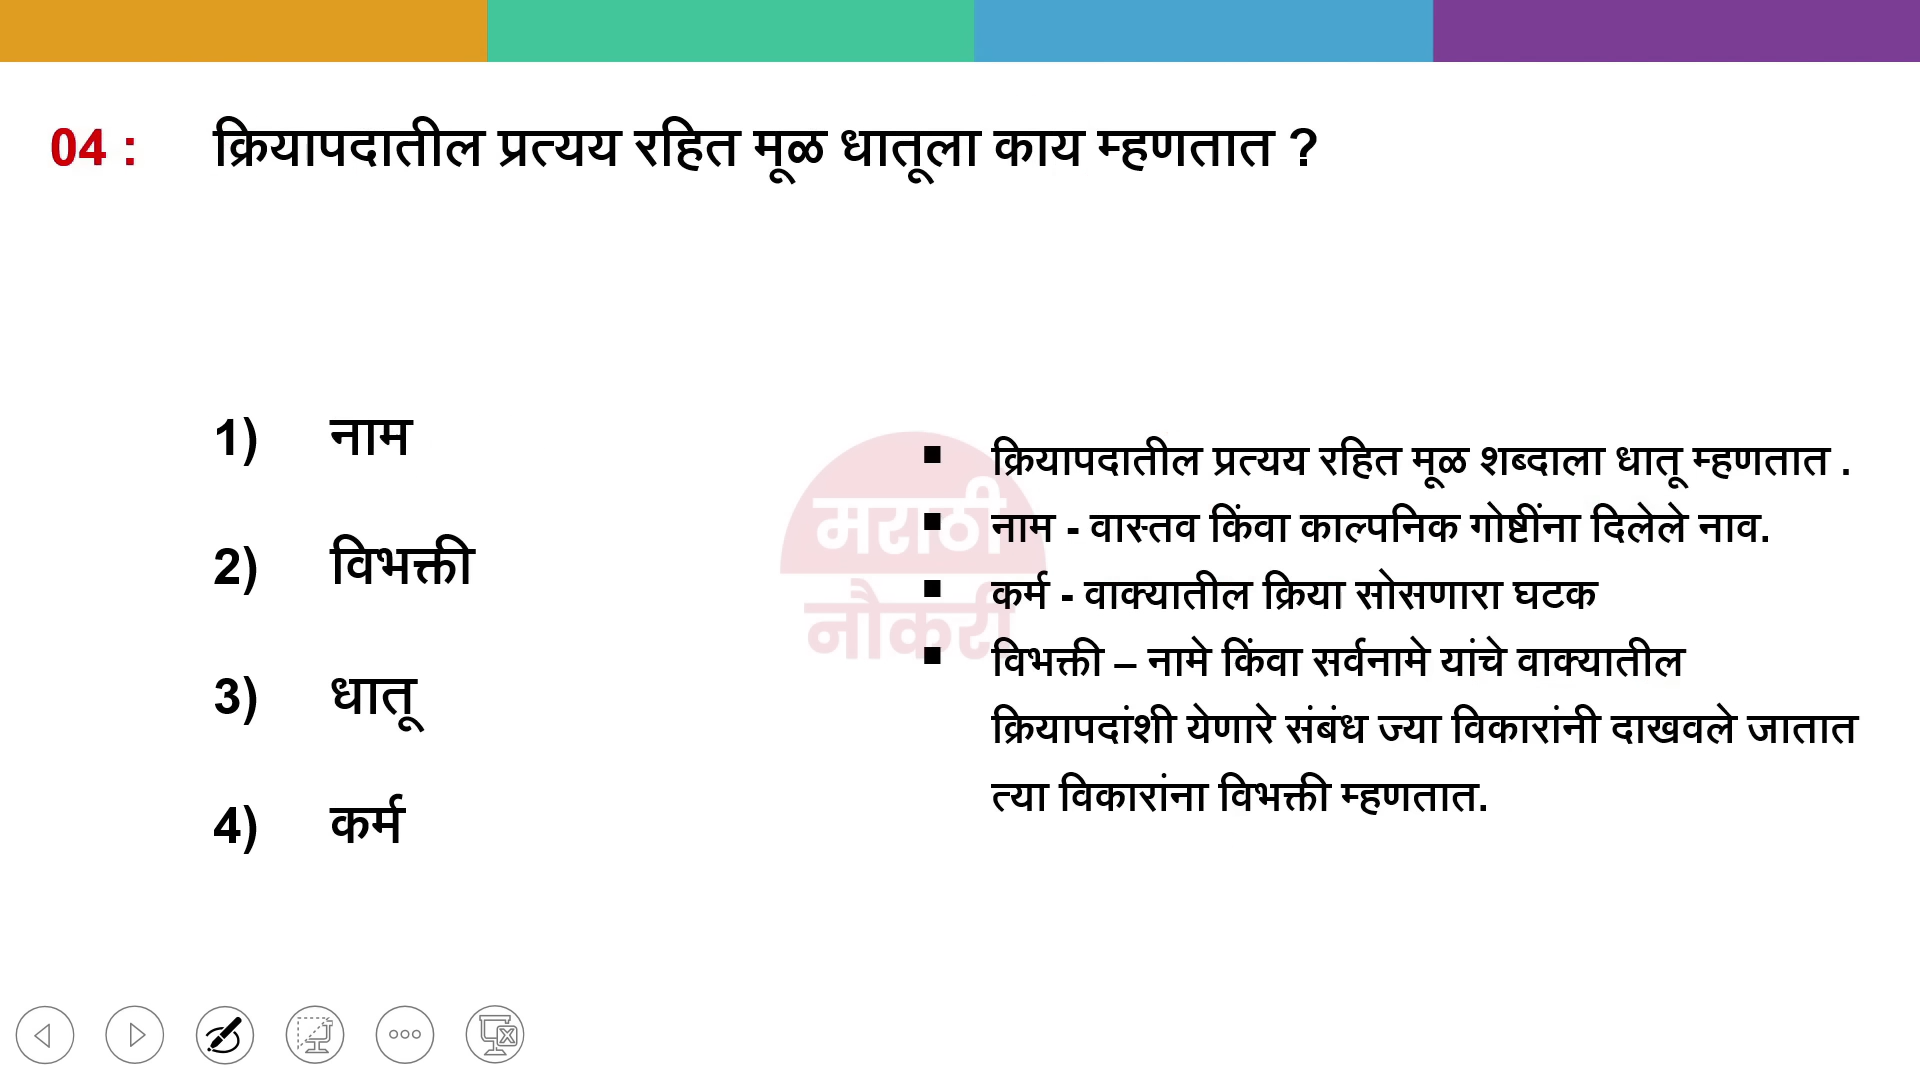 04 : क्रियापदातील प्रत्यय रहित मूळ धातूला काय म्हणतात ?
1) नाम
2) विभक्ती
3) धातू
4) कर्म
मराठी
नौकरी
▪ क्रियापदातील प्रत्यय रहित मूळ शब्दाला धातू म्हणतात .
▪ नाम - वास्तव किंवा काल्पनिक गोष्टींना दिलेले नाव.
▪ कर्म - वाक्यातील क्रिया सोसणारा घटक
▪ विभक्ती – नामे किंवा सर्वनामे यांचे वाक्यातील
क्रियापदांशी येणारे संबंध ज्या विकारांनी दाखवले जातात
त्या विकारांना विभक्ती म्हणतात.